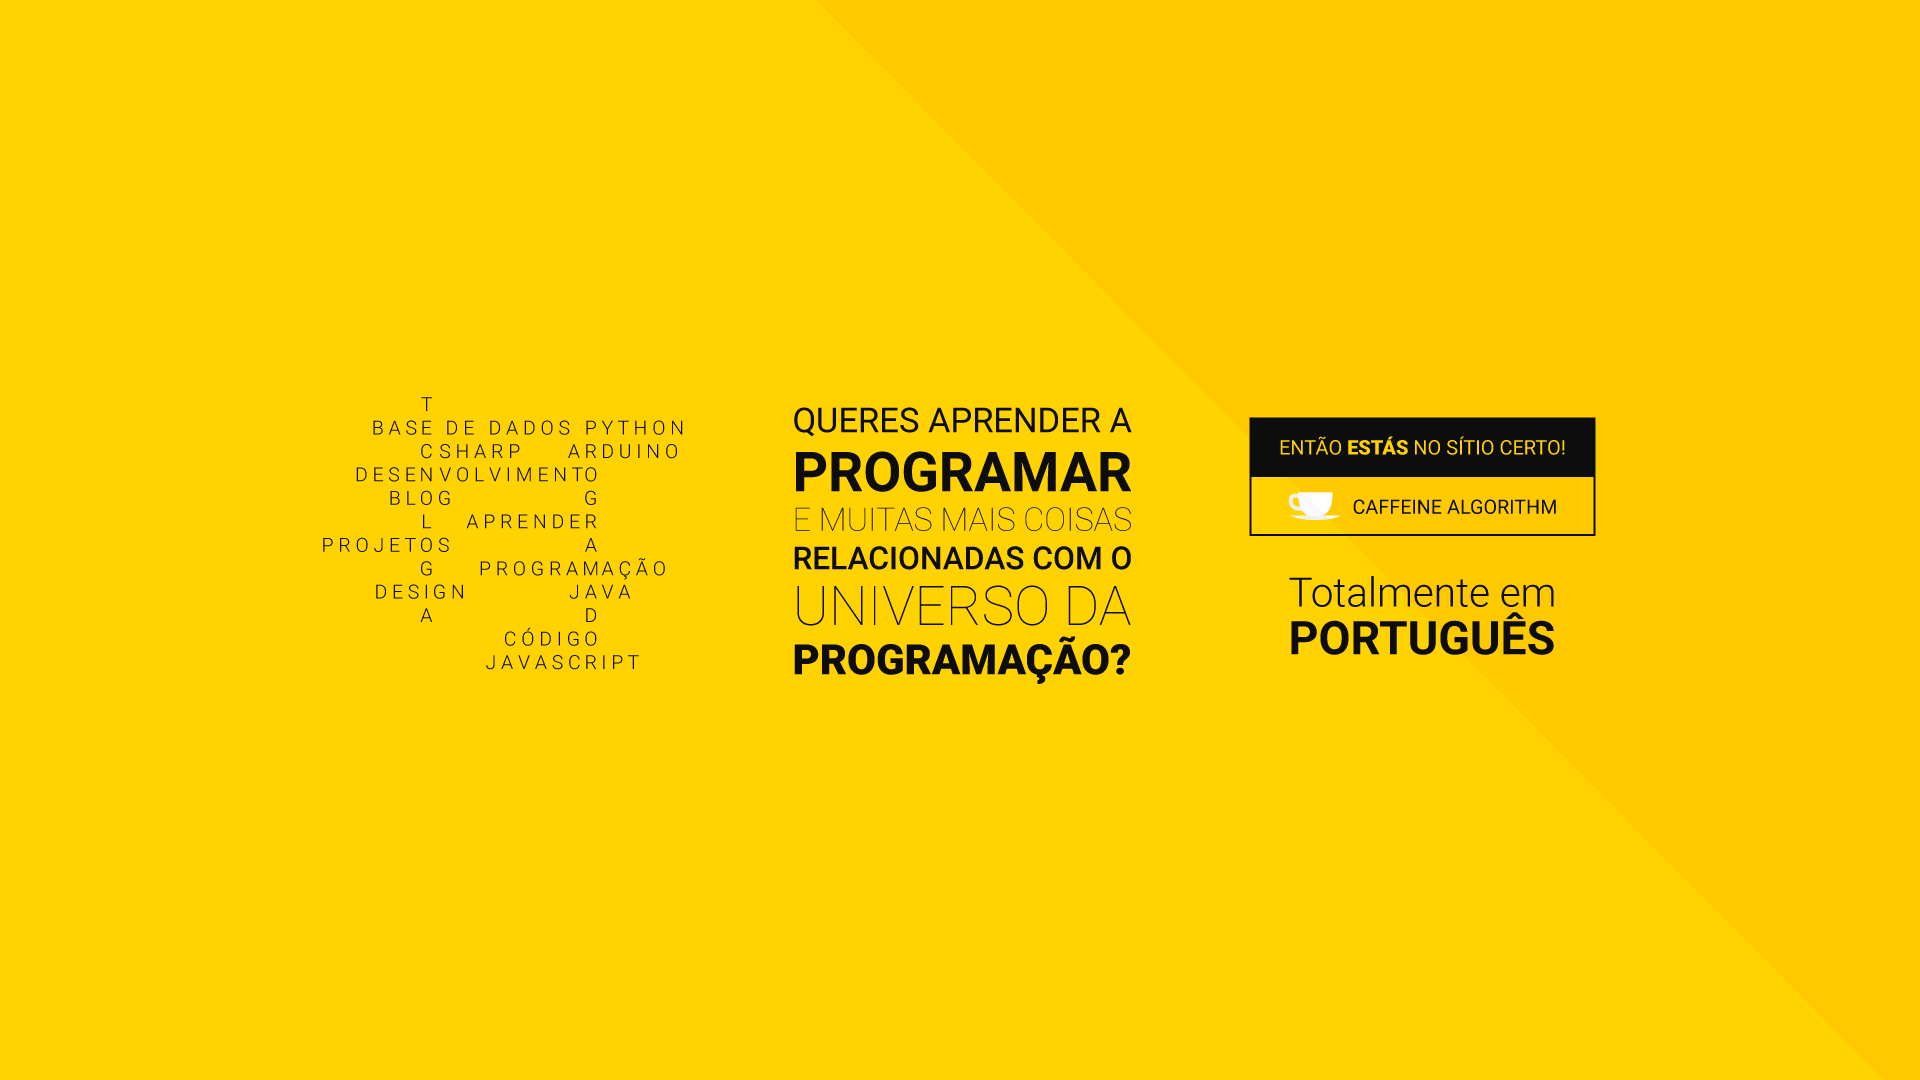 T
BASE DE DADOS PYTHON
CSHARP ARDUINO
DESENVOLVIMENTO
BLOG G
L APRENDER
PROJETOS A
G PROGRAMAÇÃO
DESIGN JAVA
A D
CÓDIGO
JAVASCRIPT
QUERES APRENDER A
PROGRAMAR
E MUITAS MAIS COISAS
RELACIONADAS COM O
UNIVERSO DA
PROGRAMAÇÃO?
ENTÃO ESTÁS NO SÍTIO CERTO!
CAFFEINE ALGORITHM
Totalmente em
PORTUGUÊS